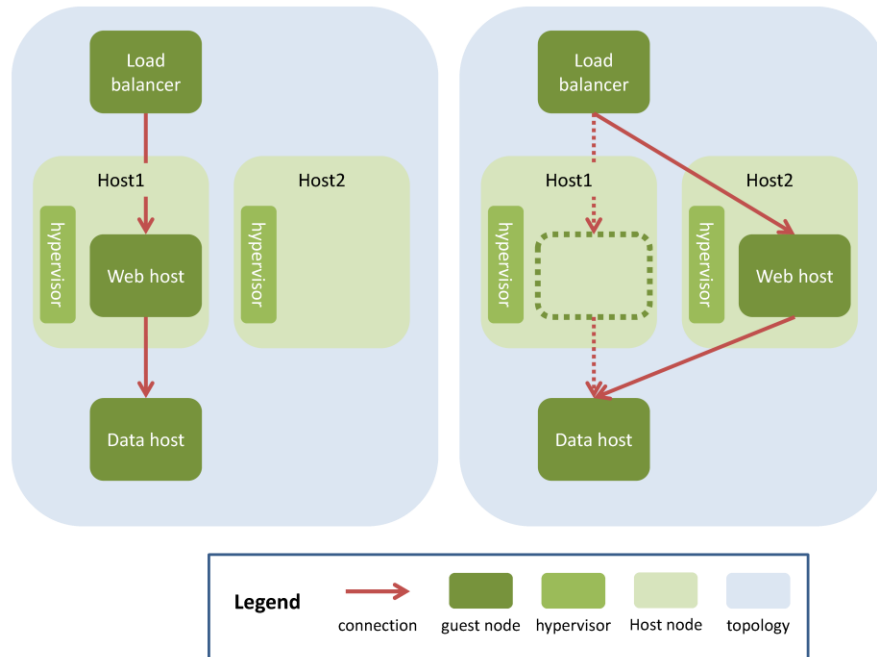 Load
balancer
Host1
hypervisor
Web host
Host2
hypervisor
Data host
Load
balancer
Host1
hypervisor
Host2
hypervisor
Web host
Data host
Legend
connection
guest node
hypervisor
Host node
topology